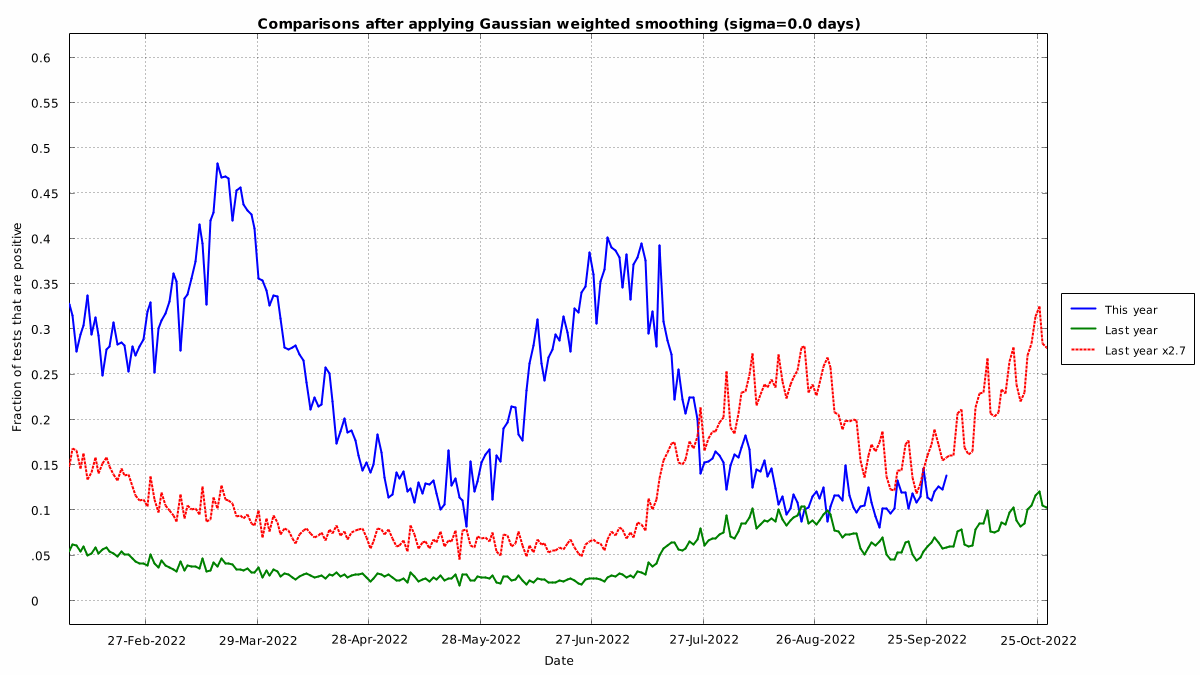 Comparisons after applying Gaussian weighted smoothing (sigma=0.0 days)
Fraction of tests that are positive
0.6
0.55
0.5
0.45
0.4
0.35
0.3
0.25
0.2
0.15
0.1
.05
0
27-Feb-2022
29-Mar-2022
28-Apr-2022
28-May-2022
27-Jun-2022
27-Jul-2022
26-Aug-2022
25-Sep-2022
25-Oct-2022
Date
This year
Last year
Last year x2.7